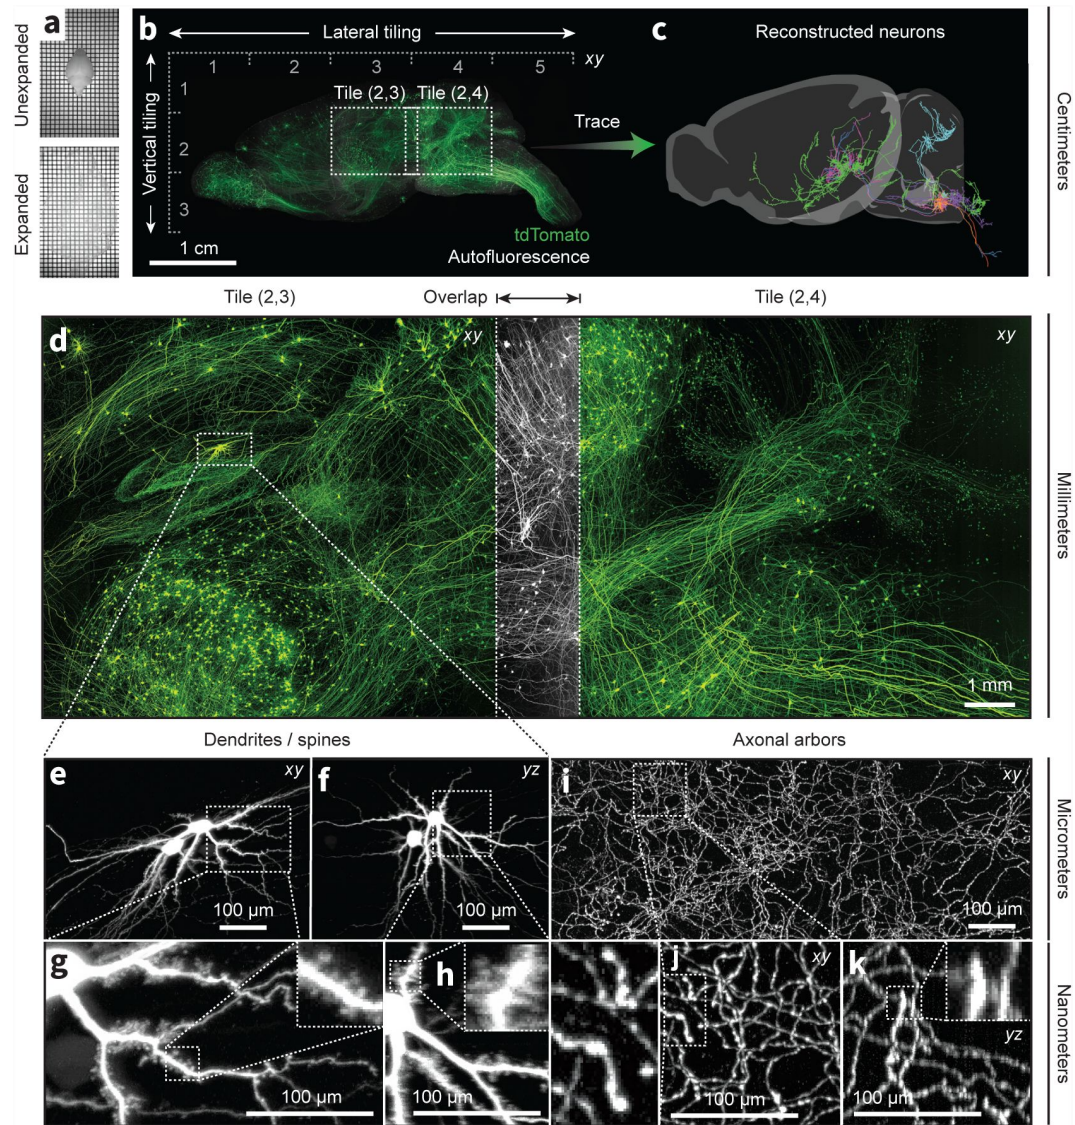 a
Unexpanded
Expanded
b
Lateral tiling
xy
1 2 3 4 5
Vertical tiling
1
2
3
Tile (2,3) Tile (2,4)
1 cm
tdTomato
Autofluorescence
Trace
c
Reconstructed neurons
Centimeters
Tile (2,3) Overlap Tile (2,4)
d
xy
xy
1 mm
Millimeters
Dendrites / spines
Axonal arbors
e
xy
100 µm
f
yz
100 µm
i
xy
100 µm
Micrometers
g
100 µm
h
100 µm
j
xy
100 µm
k
yz
100 µm
Nanometers